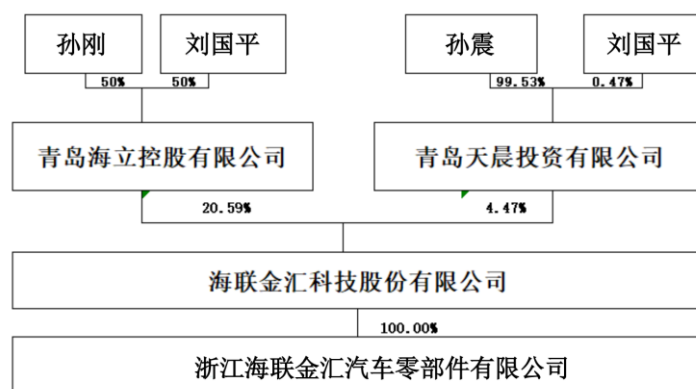 孙刚
刘国平
孙震
刘国平
50%
50%
99.53%
0.47%
青岛海立控股有限公司
青岛天晨投资有限公司
20.59%
4.47%
海联金汇科技股份有限公司
100.00%
浙江海联金汇汽车零部件有限公司